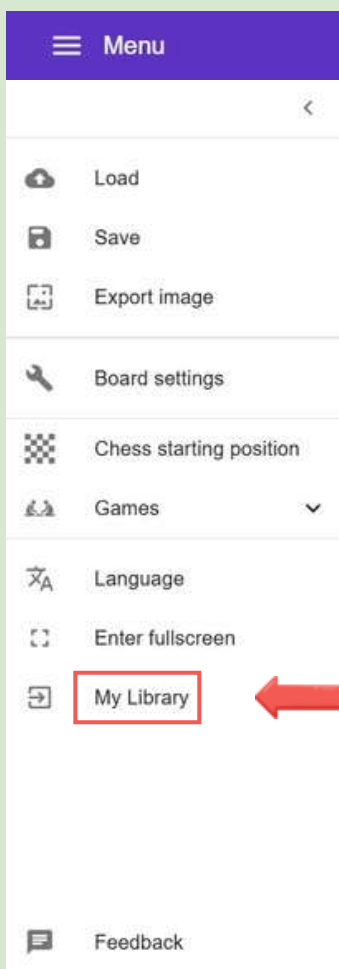 Menu
Load
Save
Export image
Board settings
Chess starting position
Games
Language
Enter fullscreen
My Library
Feedback